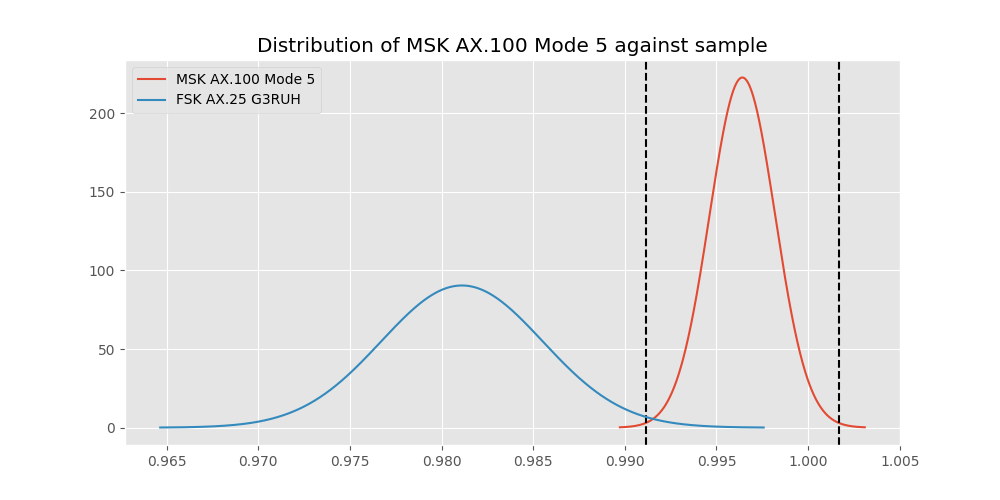 Distribution of MSK AX.100 Mode 5 against sample
MSK AX.100 Mode 5
FSK AX.25 G3RUH
200
150
100
50
0
0.965 0.970 0.975 0.980 0.985 0.990 0.995 1.000 1.005